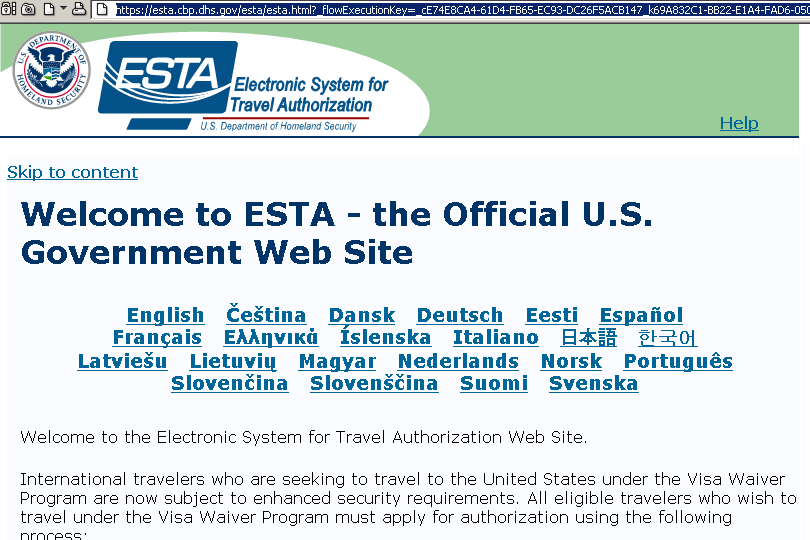 https://esta.cbp.dhs.gov/esta/esta.html?_flowExecutionKey=_cE74E8CA4-61D4-FB65-EC93-DC26F5ACB147_k69A832C1-BB22-E1A4-FAD6-050
U.S. DEPARTMENT OF HOMELAND SECURITY
ESTA
Electronic System for
Travel Authorization
U.S. Department of Homeland Security
Help
Skip to content
Welcome to ESTA - the Official U.S.
Government Web Site
English Čeština Dansk Deutsch Eesti Español
Français Ελληνικά Íslenska Italiano 日本語 한국어
Latviešu Lietuvių Magyar Nederlands Norsk Português
Slovenčina Slovenščina Suomi Svenska
Welcome to the Electronic System for Travel Authorization Web Site.
International travelers who are seeking to travel to the United States under the Visa Waiver
Program are now subject to enhanced security requirements. All eligible travelers who wish to
travel under the Visa Waiver Program must apply for authorization using the following
process: